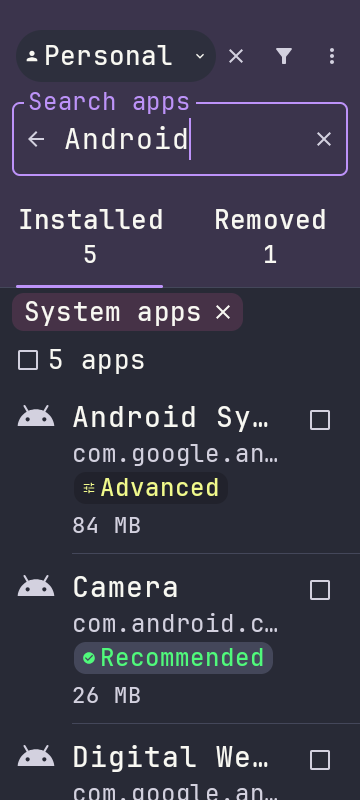 Personal
Search apps
Android
Installed
5
Removed
1
System apps
5 apps
Android Sy…
com.google.an…
Advanced
84 MB
Camera
com.android.c…
Recommended
26 MB
Digital We…
com.google.an…